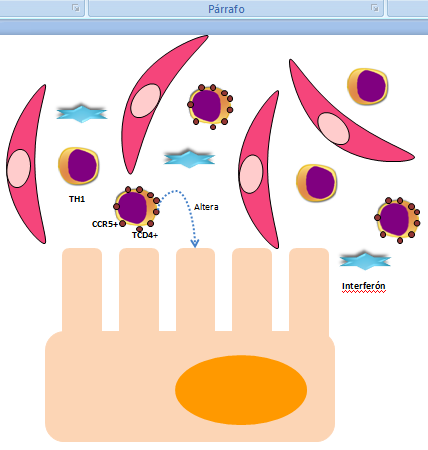 Párrafo
TH1
CCR5+
TCD4+
Altera
Interferón